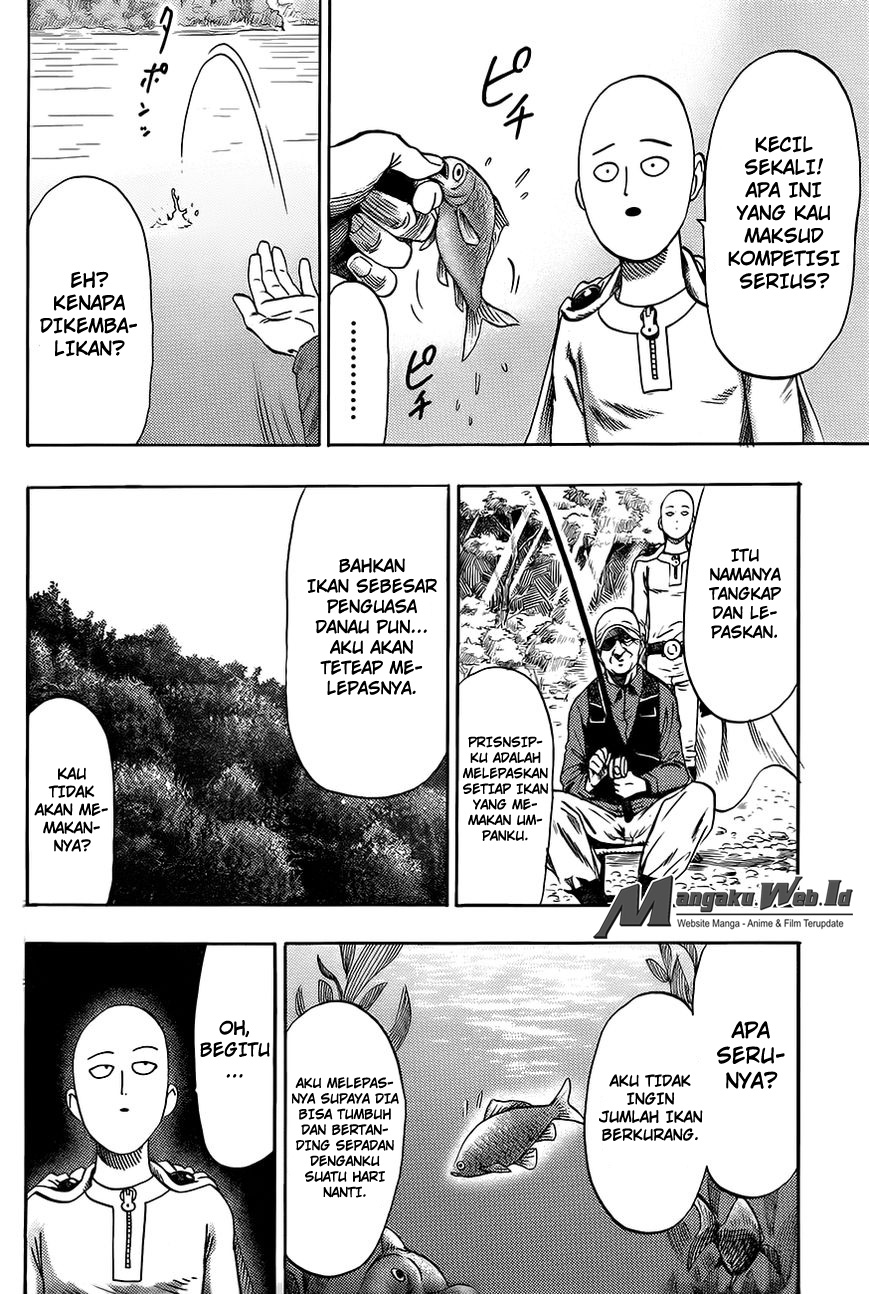 KECIL
SEKALI!
APA INI
YANG KAU
MAKSUD
KOMPETISI
SERIUS?
ピチ
ピチ
..........
タポンッ
EH?
KENAPA
DIKEMBA-
LIKAN?
ITU
NAMANYA
TANGKAP
DAN LE-
PASKAN.
PRISNSIP-
KU ADALAH
MELEPASKAN
SETIAP IKAN
YANG ME-
MAKAN UM-
PANKU.
BAHKAN
IKAN SEBESAR
PENGUASA
DANAU PUN...
AKU AKAN
TETEAP ME-
LEPASNYA.
KAU
TIDAK
AKAN ME-
MAKAN-
NYA?
Mangaku.Web.Id
Website Manga - Anime & Film Terupdate
APA
SERU-
NYA?
AKU TIDAK
INGIN
JUMLAH IKAN
BERKURANG.
AKU MELEPAS-
NYA SUPAYA DIA
BISA TUMBUH
DAN BERTAN-
DING SEPADAN
DENGANKU
SUATU HARI
NANTI.
OH,
BEGITU
...